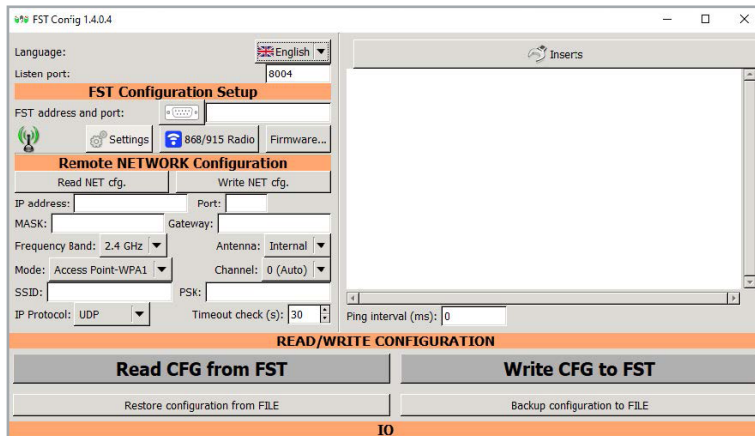 FST Config 1.4.0.4
Language:
English
Listen port:
8004
FST Configuration Setup
FST address and port:
Settings
868/915 Radio
Firmware...
Remote NETWORK Configuration
Read NET cfg.
Write NET cfg.
IP address:
Port:
MASK:
Gateway:
Frequency Band: 2.4 GHz
Antenna: Internal
Mode: Access Point-WPA1
Channel: 0 (Auto)
SSID:
PSK:
IP Protocol: UDP
Timeout check (s): 30
Inserts
Ping interval (ms): 0
READ/WRITE CONFIGURATION
Read CFG from FST
Write CFG to FST
Restore configuration from FILE
Backup configuration to FILE
IO